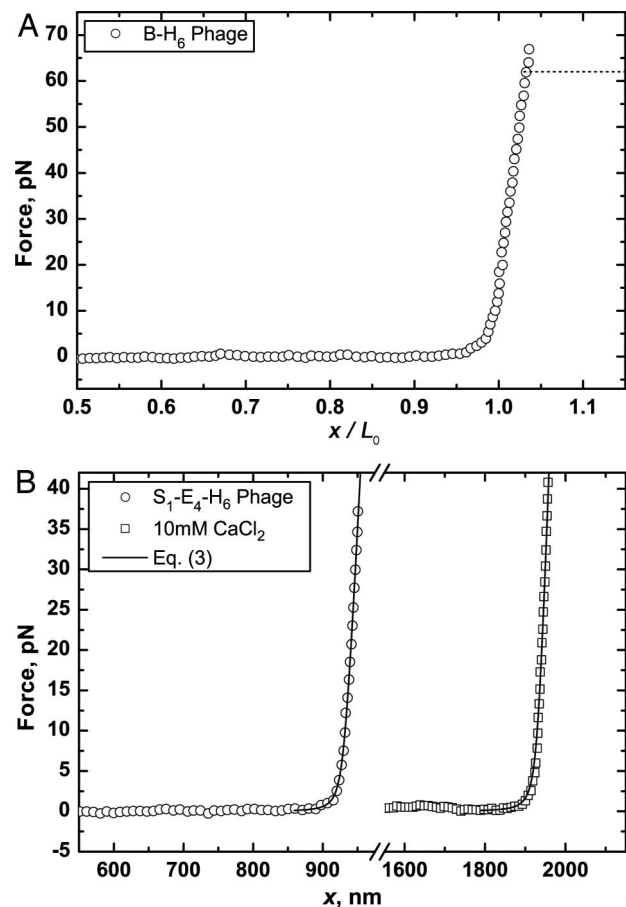 A
B-H₆ Phage
70
60
50
40
30
20
10
0
Force, pN
0.5 0.6 0.7 0.8 0.9 1.0 1.1
x / L₀
B
S₁-E₄-H₆ Phage
10mM CaCl₂
Eq. (3)
40
35
30
25
20
15
10
5
0
-5
Force, pN
600 700 800 900 1600 1800 2000
x, nm